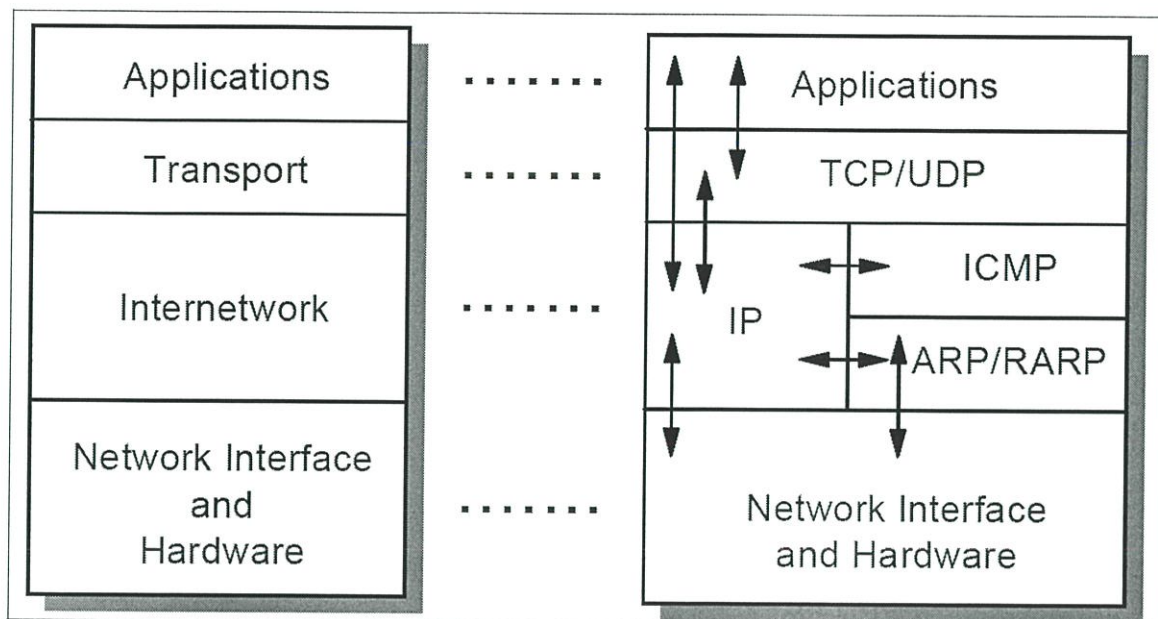 Applications
Transport
Internetwork
Network Interface
and
Hardware
Applications
TCP/UDP
IP
ICMP
ARP/RARP
Network Interface
and Hardware